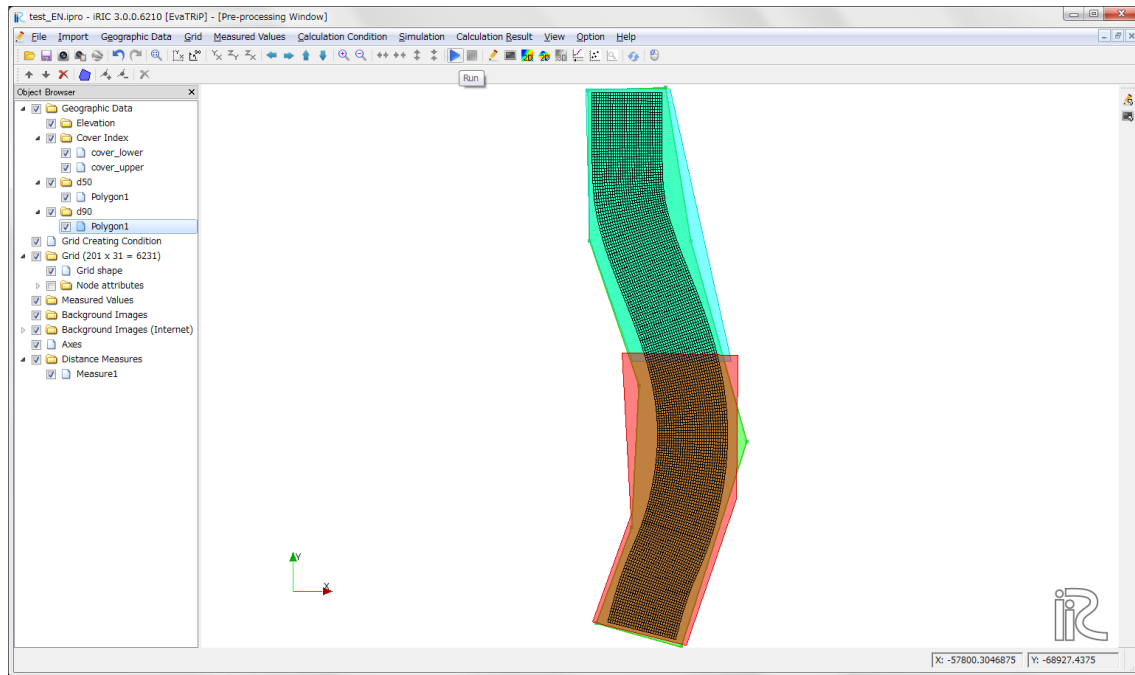 test_EN.ipro - iRIC 3.0.0.6210 [EvaTRiP] - [Pre-processing Window]
File Import Geographic Data Grid Measured Values Calculation Condition Simulation Calculation Result View Option Help
Run
Object Browser
Geographic Data
Elevation
Cover Index
cover_lower
cover_upper
d50
Polygon1
d90
Polygon1
Grid Creating Condition
Grid (201 x 31 = 6231)
Grid shape
Node attributes
Measured Values
Background Images
Background Images (Internet)
Axes
Distance Measures
Measure1
Y
X
iRIC
X: -57800.3046875 Y: -68927.4375